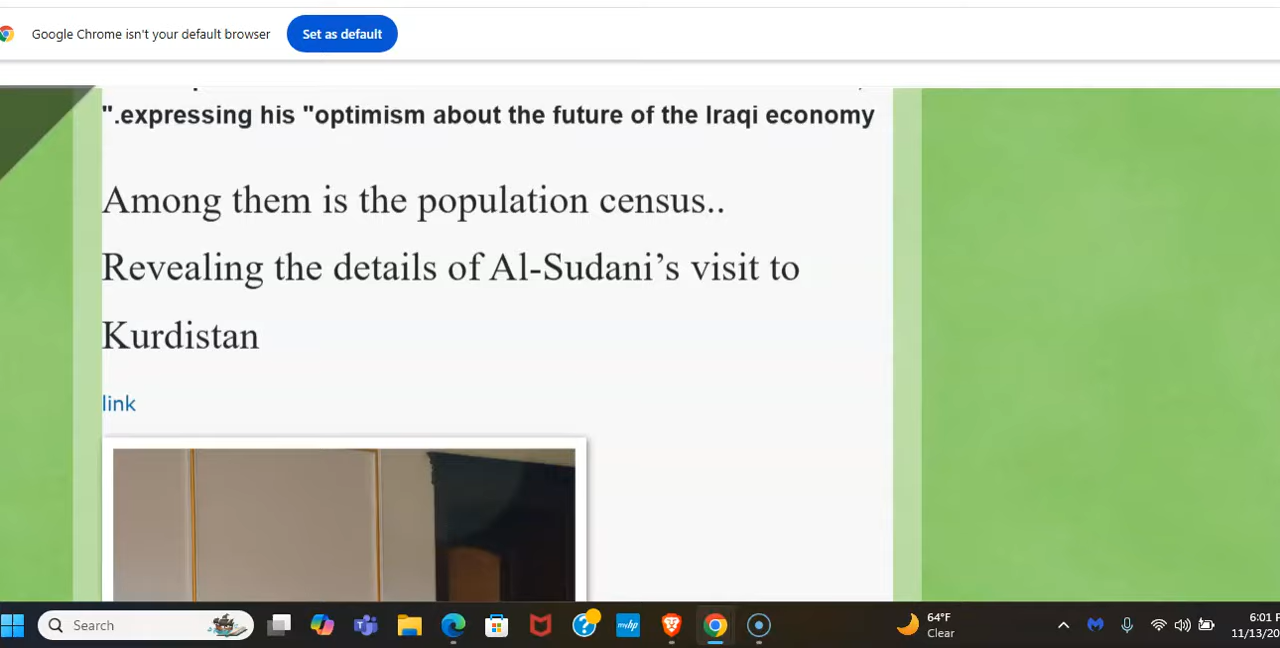 Google Chrome isn't your default browser
Set as default
".expressing his "optimism about the future of the Iraqi economy
Among them is the population census..
Revealing the details of Al-Sudani’s visit to
Kurdistan
link
Search
myhp
64°F
Clear
6:01
11/13/20